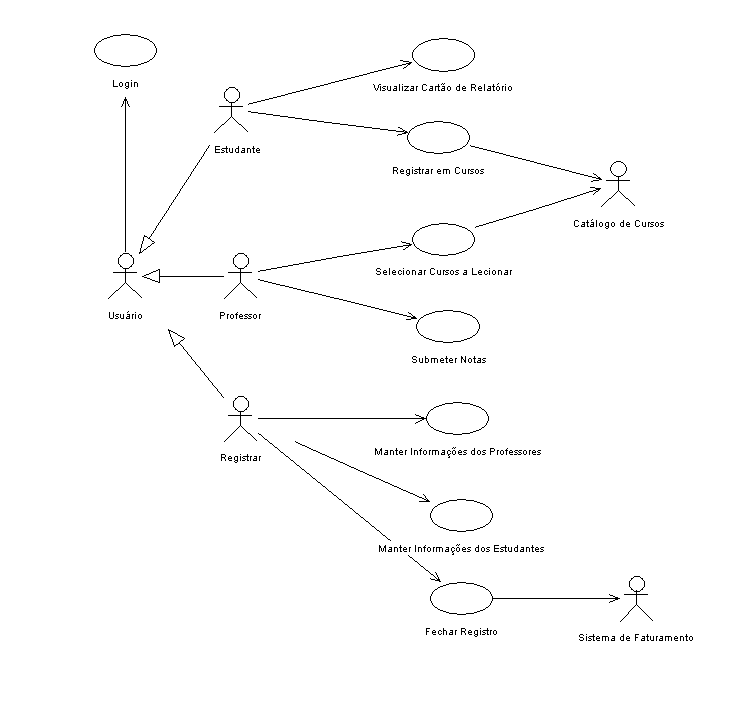 Login
Visualizar Cartão de Relatório
Estudante
Registrar em Cursos
Catálogo de Cursos
Selecionar Cursos a Lecionar
Usuário
Professor
Submeter Notas
Manter Informações dos Professores
Registrar
Manter Informações dos Estudantes
Fechar Registro
Sistema de Faturamento